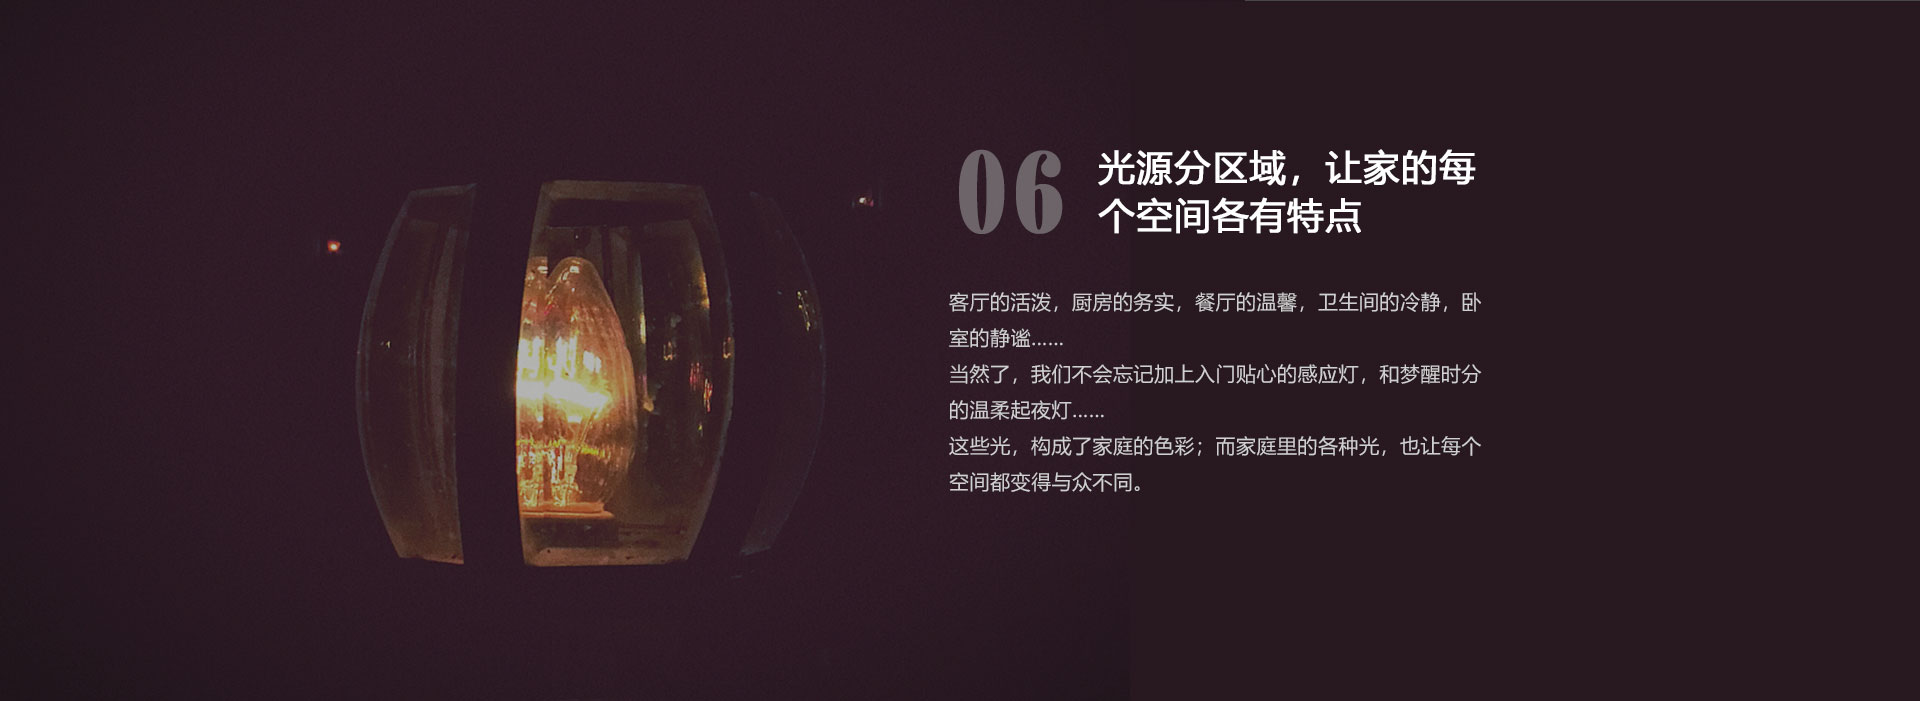 06
光源分区域，让家的每
个空间各有特点
客厅的活泼，厨房的务实，餐厅的温馨，卫生间的冷静，卧
室的静谧……
当然了，我们不会忘记加上入门贴心的感应灯，和梦醒时分
的温柔起夜灯……
这些光，构成了家庭的色彩；而家庭里的各种光，也让每个
空间都变得与众不同。